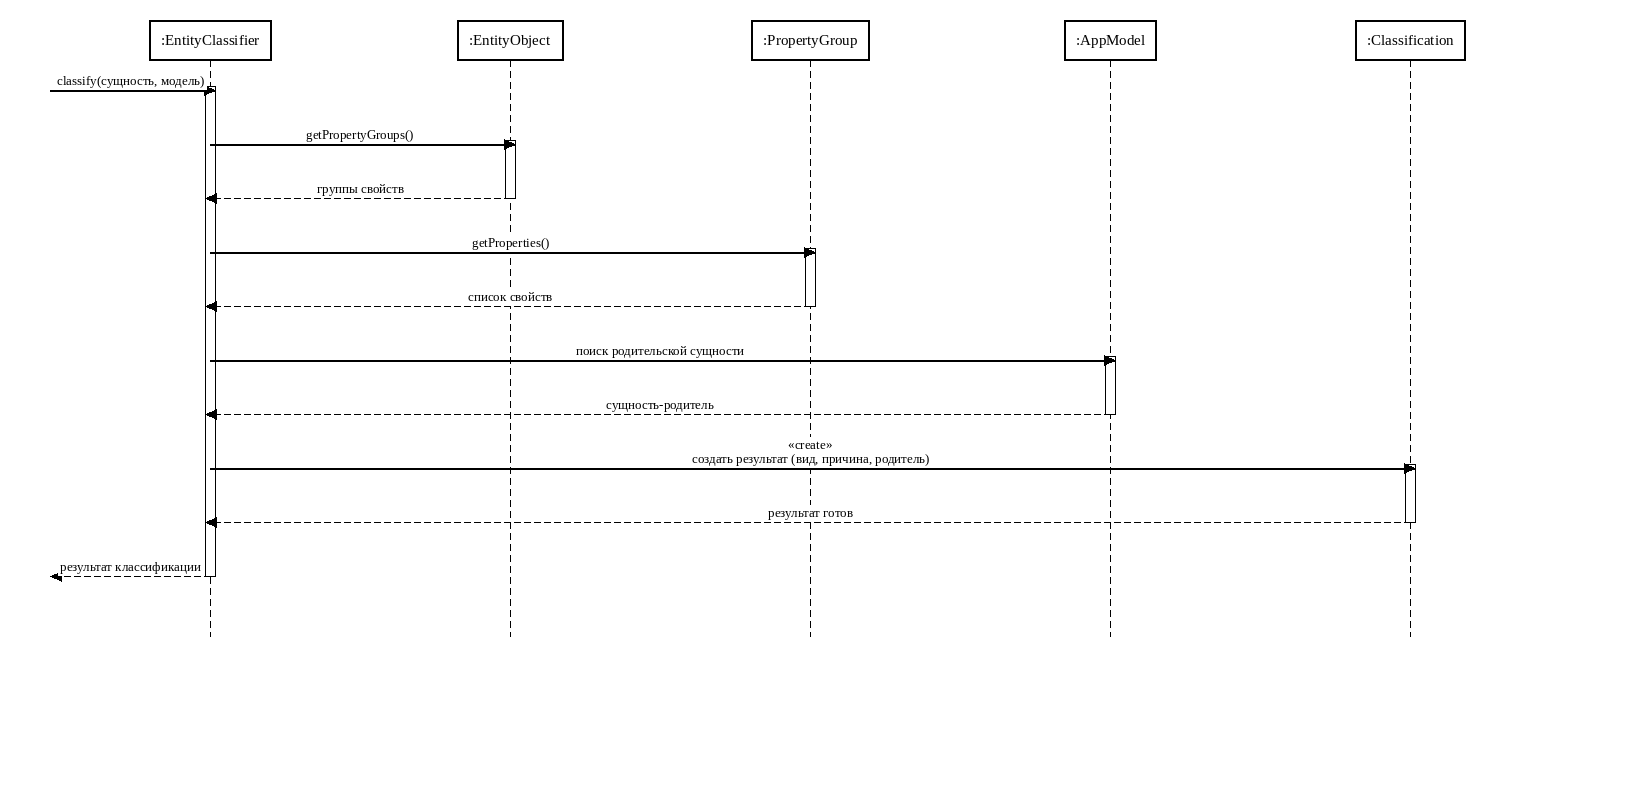 :EntityClassifier
:EntityObject
:PropertyGroup
:AppModel
:Classification
classify(сущность, модель)
getPropertyGroups()
группы свойств
getProperties()
список свойств
поиск родительской сущности
сущность-родитель
«create»
создать результат (вид, причина, родитель)
результат готов
результат классификации